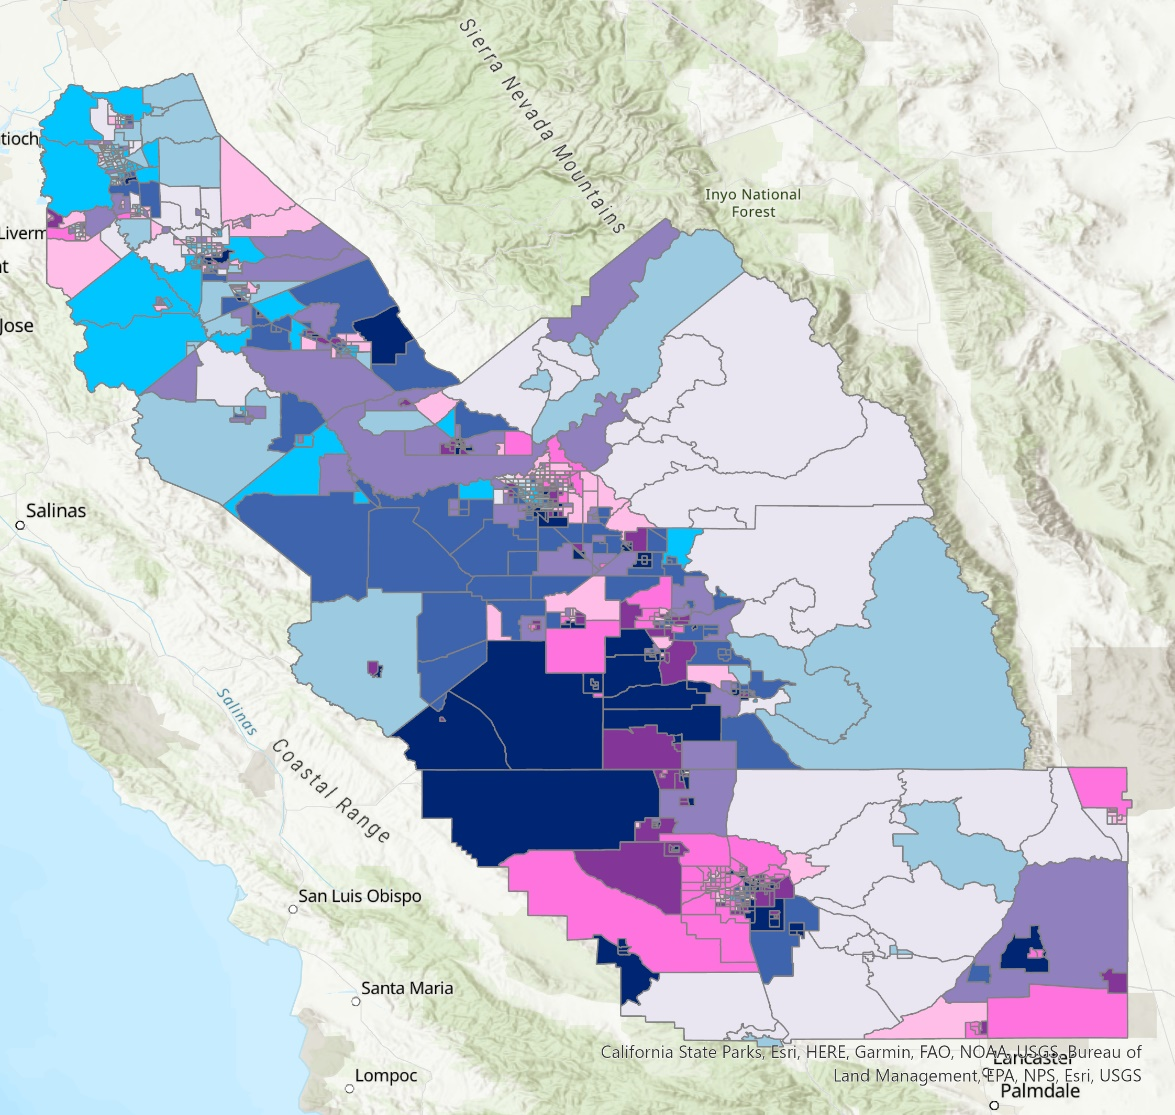 Sierra Nevada Mountains
Inyo National
Forest
tioch
Liverm
nt
Jose
Salinas
Salinas
Coastal Range
San Luis Obispo
Santa Maria
Lompoc
California State Parks, Esri, HERE, Garmin, FAO, NOAA, USGS, Bureau of
Land Management, EPA, NPS, Esri, USGS
Lancaster
Palmdale